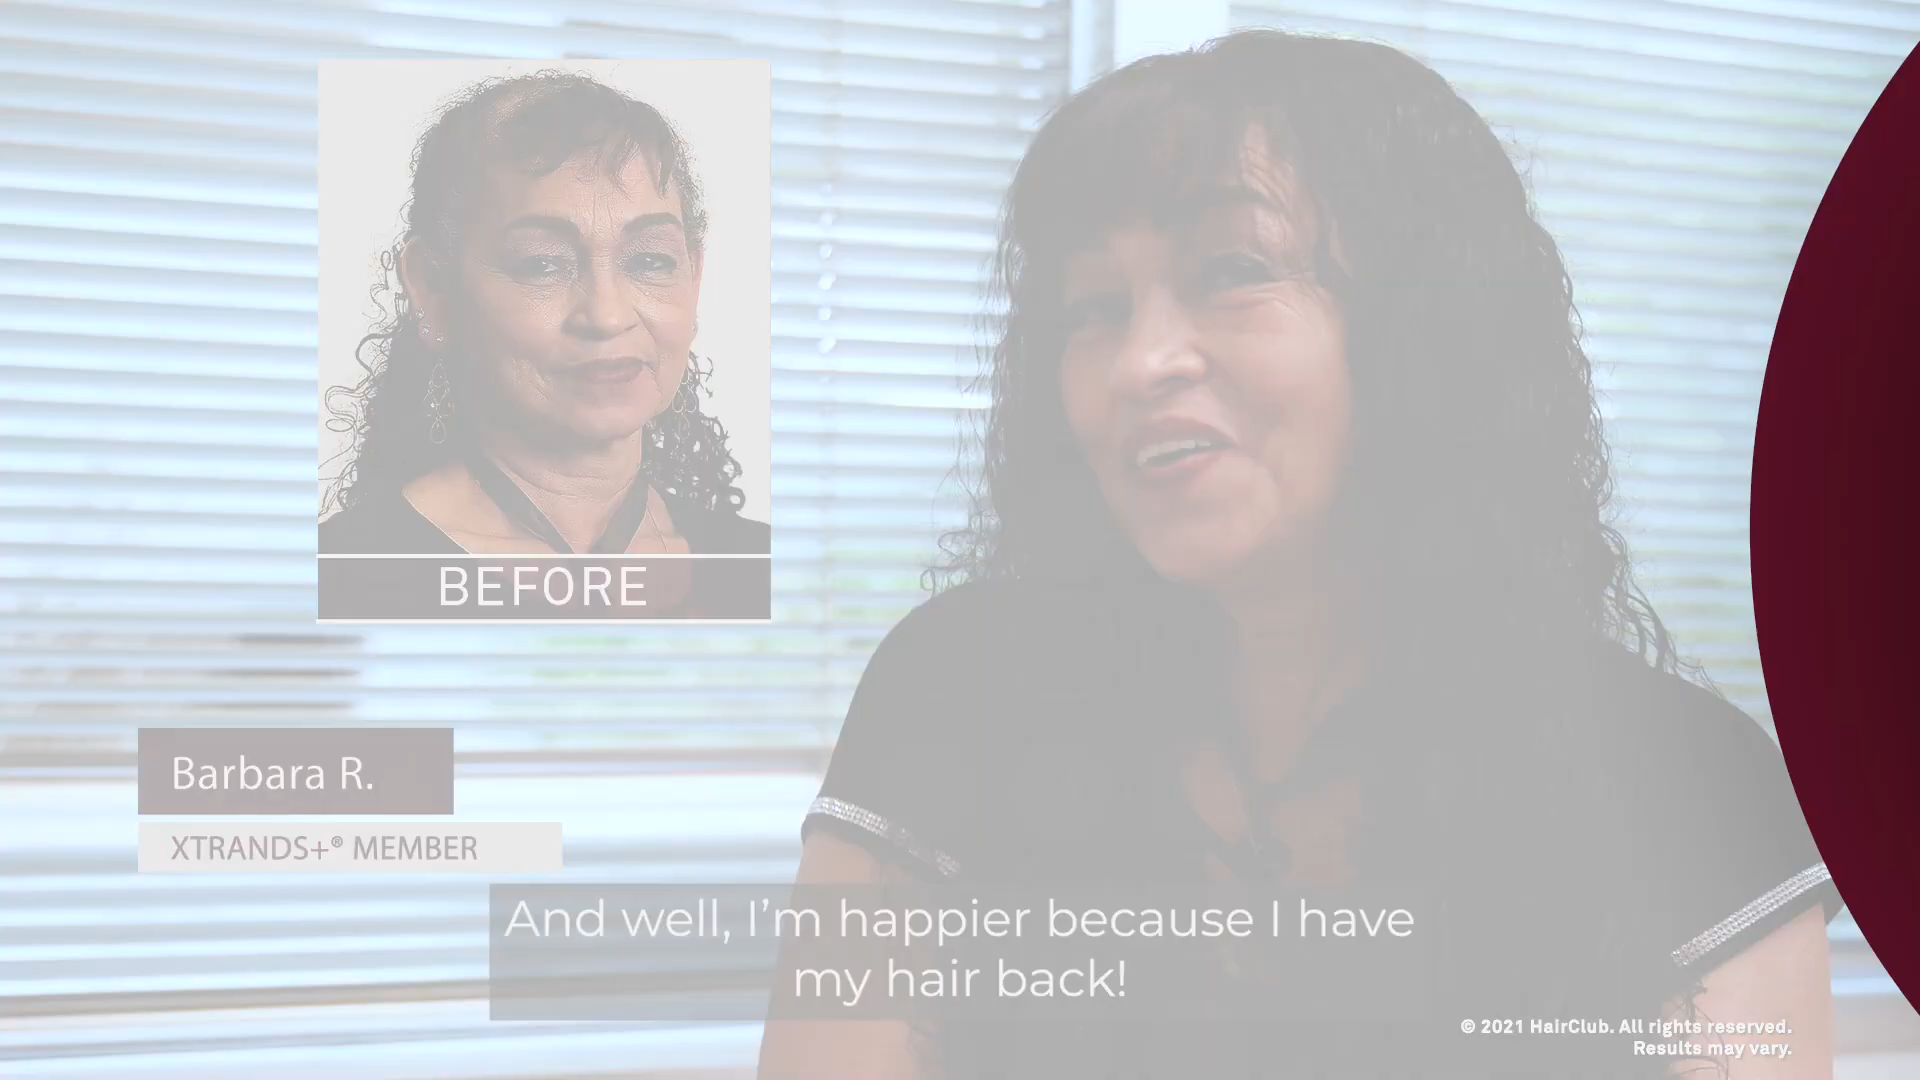 BEFORE
Barbara R.
XTRANDS+® MEMBER
And well, I’m happier because I have
my hair back!
© 2021 HairClub. All rights reserved.
Results may vary.